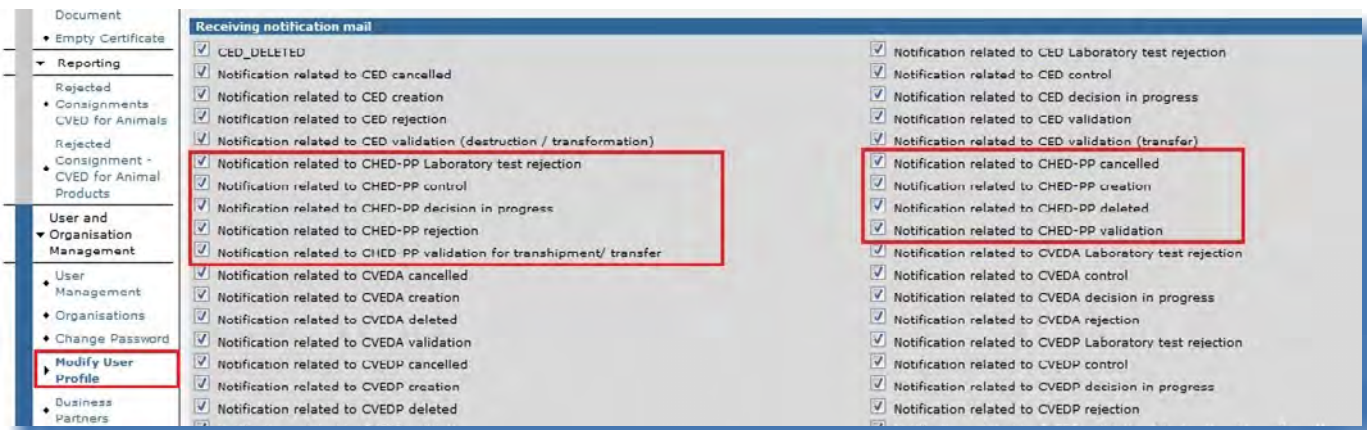 Document
Empty Certificate
Reporting
Rejected
Consignments
CVED for Animals
Rejected
Consignment -
CVED for Animal
Products
User and
Organisation
Management
User
Management
Organisations
Change Password
Modify User
Profile
Business
Partners
Receiving notification mail
CED_DELETED
Notification related to CED cancelled
Notification related to CED creation
Notification related to CED rejection
Notification related to CED validation (destruction / transformation)
Notification related to CHED-PP Laboratory test rejection
Notification related to CHED-PP control
Notification related to CHED-PP decision in progress
Notification related to CHED-PP rejection
Notification related to CHED-PP validation for transhipment/ transfer
Notification related to CVEDA cancelled
Notification related to CVEDA creation
Notification related to CVEDA deleted
Notification related to CVEDA validation
Notification related to CVEDP cancelled
Notification related to CVEDP creation
Notification related to CVEDP deleted
Notification related to CED Laboratory test rejection
Notification related to CED control
Notification related to CED decision in progress
Notification related to CED validation
Notification related to CED validation (transfer)
Notification related to CHED-PP cancelled
Notification related to CHED-PP creation
Notification related to CHED-PP deleted
Notification related to CHED-PP validation
Notification related to CVEDA Laboratory test rejection
Notification related to CVEDA control
Notification related to CVEDA decision in progress
Notification related to CVEDA rejection
Notification related to CVEDP Laboratory test rejection
Notification related to CVEDP control
Notification related to CVEDP decision in progress
Notification related to CVEDP rejection